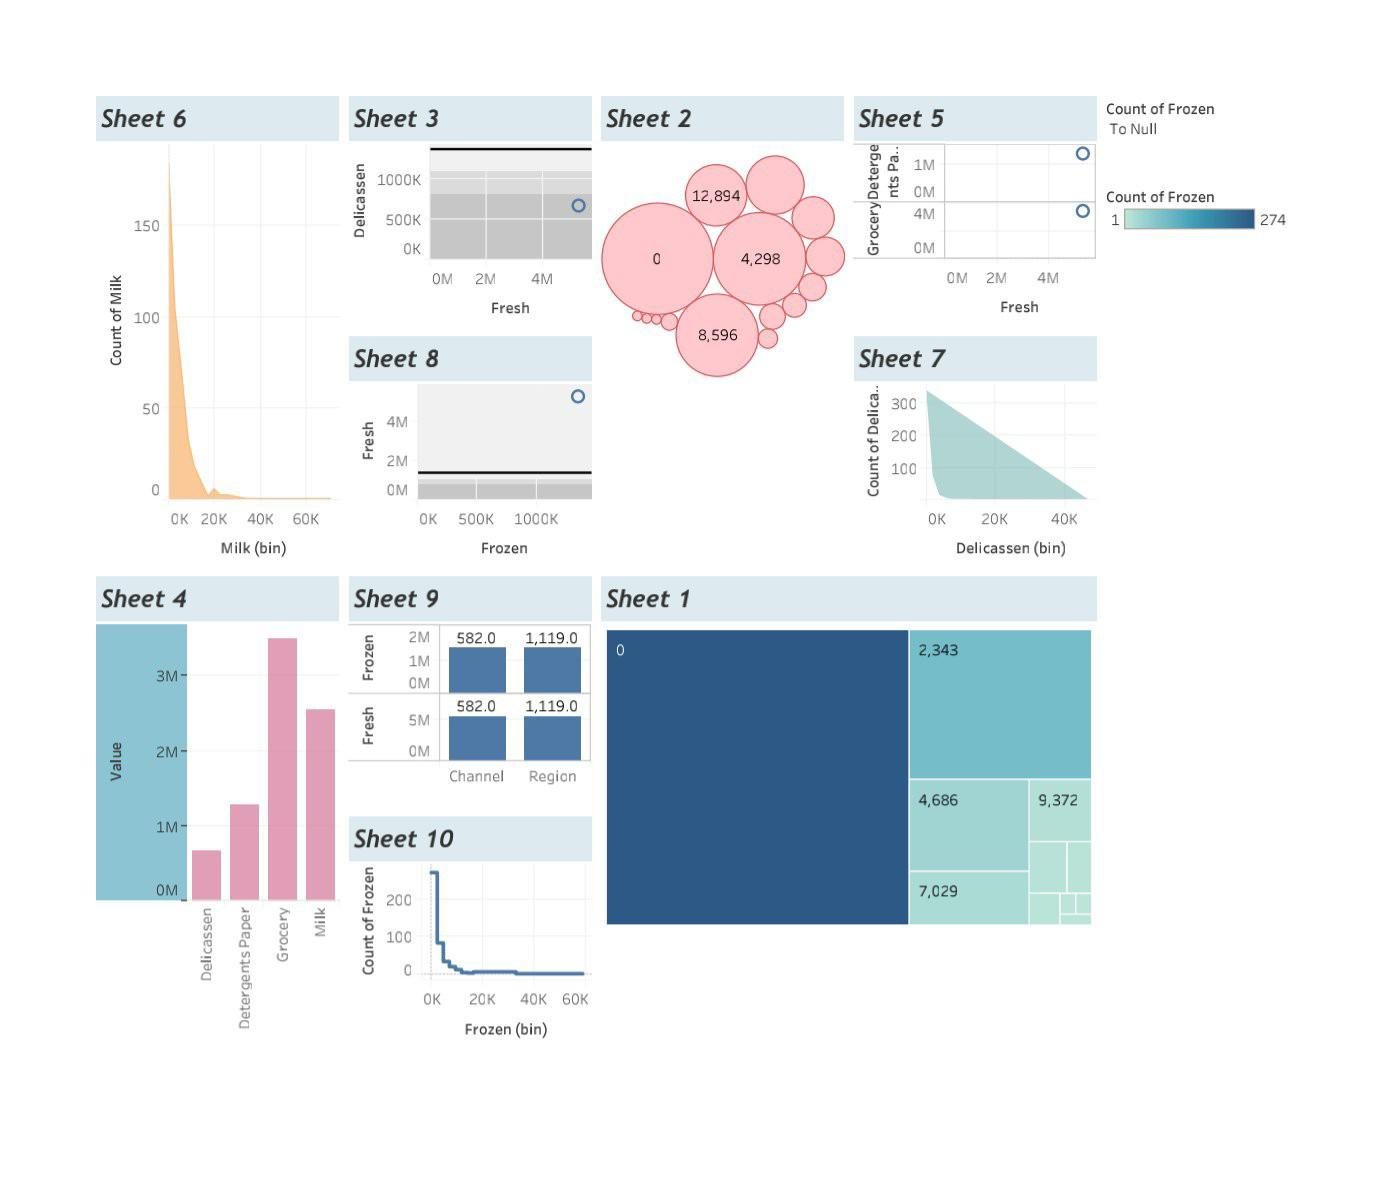 Sheet 6
150
100
50
0
Count of Milk
0K 20K 40K 60K
Milk (bin)
Sheet 3
1000K
500K
0K
Delicassen
0M 2M 4M
Fresh
Sheet 2
12,894
0
4,298
8,596
Sheet 5
Deterge
nts Pa..
1M
0M
Grocery
4M
0M
0M 2M 4M
Fresh
Count of Frozen
To Null
Count of Frozen
1 274
Sheet 8
4M
2M
0M
Fresh
0K 500K 1000K
Frozen
Sheet 7
300
200
100
Count of Delica..
0K 20K 40K
Delicassen (bin)
Sheet 4
3M
2M
1M
0M
Value
Delicassen
Detergents Paper
Grocery
Milk
Sheet 9
Frozen
2M
1M
0M
582.0 1,119.0
Fresh
5M
0M
582.0 1,119.0
Channel Region
Sheet 10
200
100
0
Count of Frozen
0K 20K 40K 60K
Frozen (bin)
Sheet 1
0
2,343
4,686
9,372
7,029